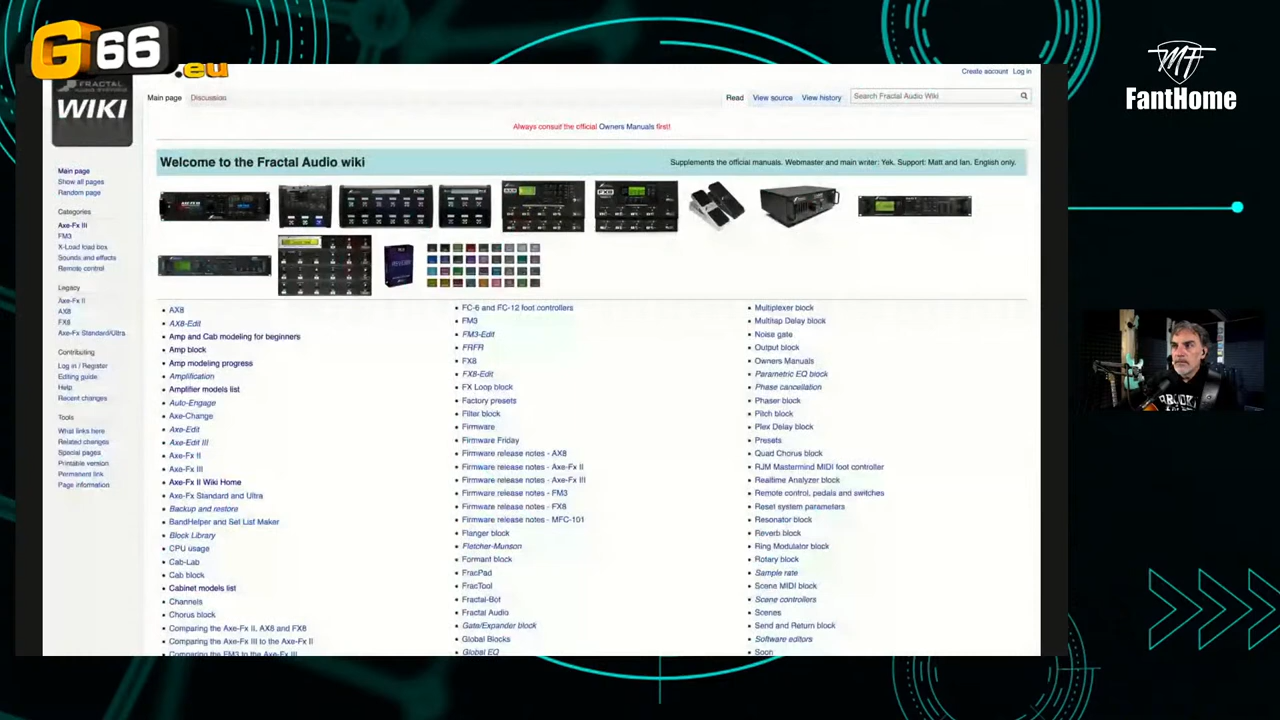 G66
.eu
MF
FantHome
FRACTAL
AUDIO SYSTEMS
WIKI
Create account Log in
Main page Discussion
Read View source View history Search Fractal Audio Wiki
Always consult the official Owners Manuals first!
Welcome to the Fractal Audio wiki
Supplements the official manuals. Webmaster and main writer: Yek. Support: Matt and Ian. English only.
Main page
Show all pages
Random page
Categories
Axe-Fx III
FM3
X-Load load box
Sounds and effects
Remote control
Legacy
Axe-Fx II
AX8
FX8
Axe-Fx Standard/Ultra
Contributing
Log in / Register
Editing guide
Help
Recent changes
Tools
What links here
Related changes
Special pages
Printable version
Permanent link
Page information
AX8
AX8-Edit
Amp and Cab modeling for beginners
Amp block
Amp modeling progress
Amplification
Amplifier models list
Auto-Engage
Axe-Change
Axe-Edit
Axe-Edit III
Axe-Fx II
Axe-Fx III
Axe-Fx II Wiki Home
Axe-Fx Standard and Ultra
Backup and restore
BandHelper and Set List Maker
Block Library
CPU usage
Cab-Lab
Cab block
Cabinet models list
Channels
Chorus block
Comparing the Axe-Fx II, AX8 and FX8
Comparing the Axe-Fx III to the Axe-Fx II
Comparing the FM3 to the Axe-Fx III
FC-6 and FC-12 foot controllers
FM3
FM3-Edit
FRFR
FX8
FX8-Edit
FX Loop block
Factory presets
Filter block
Firmware
Firmware Friday
Firmware release notes - AX8
Firmware release notes - Axe-Fx II
Firmware release notes - Axe-Fx III
Firmware release notes - FM3
Firmware release notes - FX8
Firmware release notes - MFC-101
Flanger block
Fletcher-Munson
Formant block
FracPad
FracTool
Fractal-Bot
Fractal Audio
Gate/Expander block
Global Blocks
Global EQ
Multiplexer block
Multitap Delay block
Noise gate
Output block
Owners Manuals
Parametric EQ block
Phase cancellation
Phaser block
Pitch block
Plex Delay block
Presets
Quad Chorus block
RJM Mastermind MIDI foot controller
Realtime Analyzer block
Remote control, pedals and switches
Reset system parameters
Resonator block
Reverb block
Ring Modulator block
Rotary block
Sample rate
Scene MIDI block
Scene controllers
Scenes
Send and Return block
Software editors
Soon